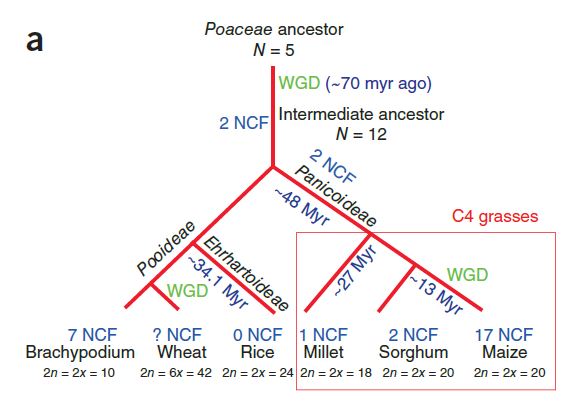 a
Poaceae ancestor
N = 5
WGD (~70 myr ago)
2 NCF
Intermediate ancestor
N = 12
2 NCF
Panicoideae
~48 Myr
C4 grasses
Pooideae
Ehrhartoideae
~34.1 Myr
WGD
~27 Myr
~13 Myr
WGD
7 NCF ? NCF 0 NCF 1 NCF 2 NCF 17 NCF
Brachypodium Wheat Rice Millet Sorghum Maize
2n = 2x = 10 2n = 6x = 42 2n = 2x = 24 2n = 2x = 18 2n = 2x = 20 2n = 2x = 20